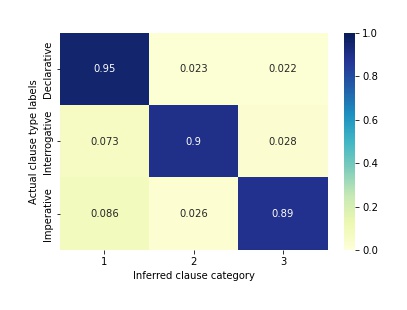 Actual clause type labels
Declarative
Interrogative
Imperative
0.95 0.023 0.022
0.073 0.9 0.028
0.086 0.026 0.89
1 2 3
Inferred clause category
1.0
0.8
0.6
0.4
0.2
0.0